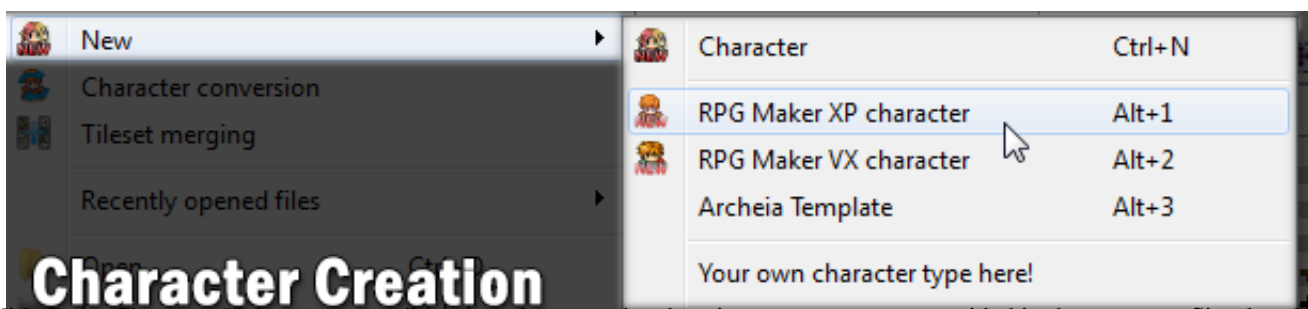 New
Character conversion
Tileset merging
Recently opened files
Open
Character Creation
Character Ctrl+N
RPG Maker XP character Alt+1
RPG Maker VX character Alt+2
Archeia Template Alt+3
Your own character type here!